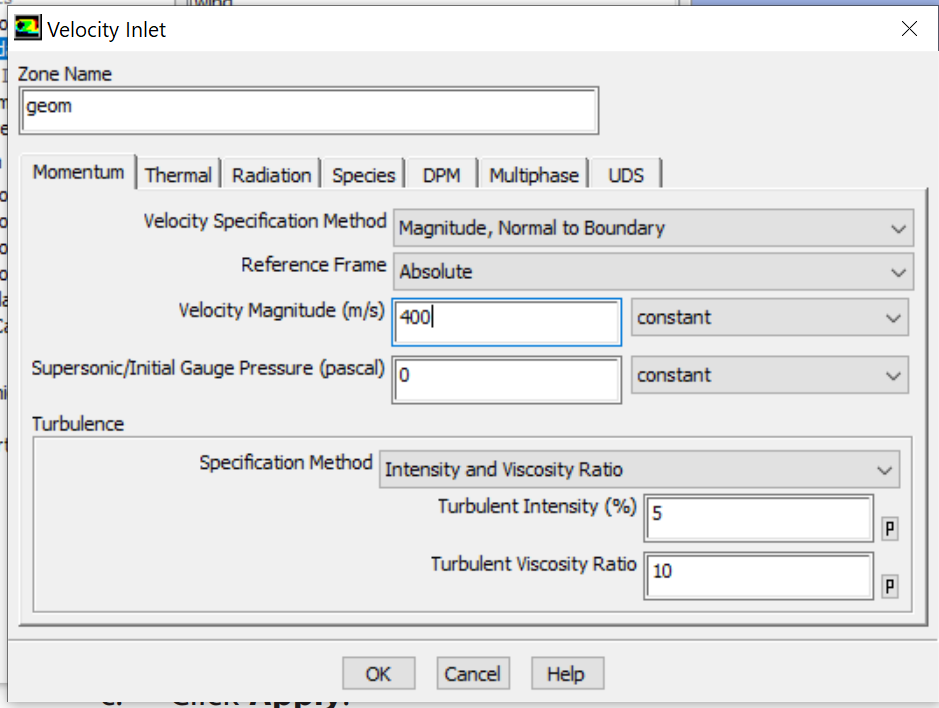 Velocity Inlet
Zone Name
geom
Momentum Thermal Radiation Species DPM Multiphase UDS
Velocity Specification Method Magnitude, Normal to Boundary
Reference Frame Absolute
Velocity Magnitude (m/s) 400 constant
Supersonic/Initial Gauge Pressure (pascal) 0 constant
Turbulence
Specification Method Intensity and Viscosity Ratio
Turbulent Intensity (%) 5 P
Turbulent Viscosity Ratio 10 P
OK Cancel Help